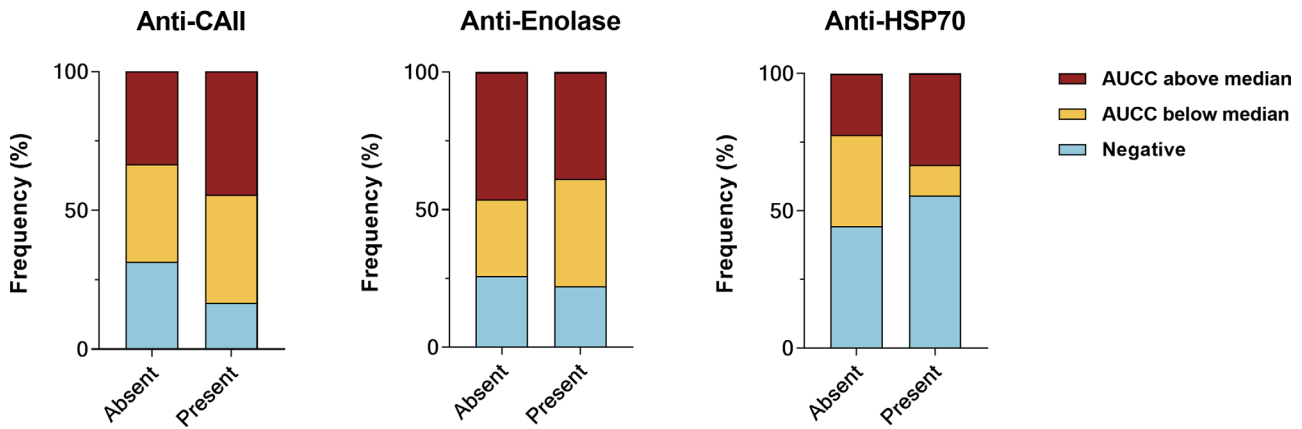 Anti-CAII
Frequency (%)
100
50
0
Absent
Present
Anti-Enolase
Frequency (%)
100
50
0
Absent
Present
Anti-HSP70
Frequency (%)
100
50
0
Absent
Present
AUCC above median
AUCC below median
Negative